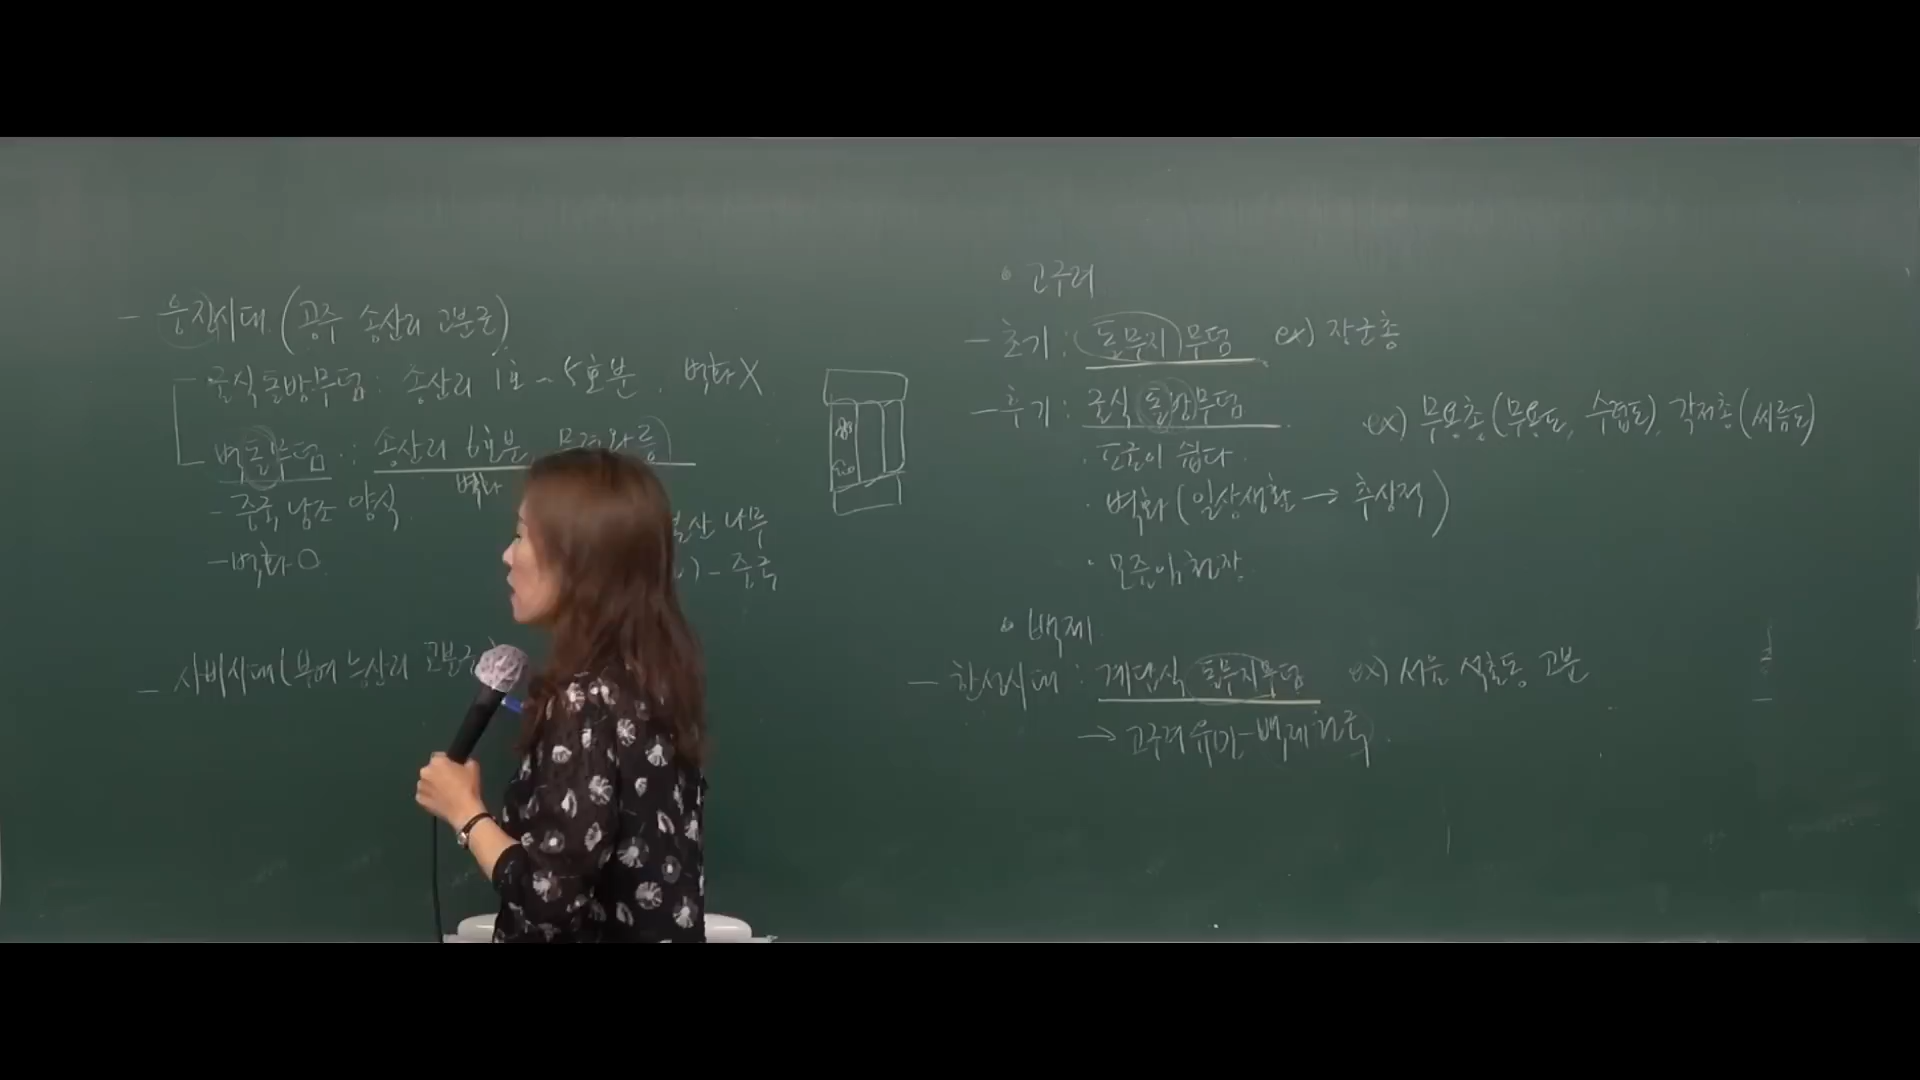 • 고구려
- 초기 : 돌무지무덤 ex) 장군총
- 후기 : 굴식 돌방무덤 ex) 무용총 (무용도, 수렵도), 각저총 (씨름도)
· 도굴이 쉽다.
· 벽화 (일상생활 → 추상적)
· 모줄임천장
• 백제
- 한성시대 : 계단식 돌무지무덤 ex) 서울 석촌동 고분
→ 고구려 유이민 백제 건국.
- 웅진시대 (공주 송산리 고분군)
- 굴식돌방무덤 : 송산리 1호~5호분, 벽화X
벽돌무덤 : 송산리 6호분, 무령왕릉
벽화
- 중국 남조 양식
일본산 나무
- 벽화 O
) - 중국
- 사비시대 (부여 능산리 고분군